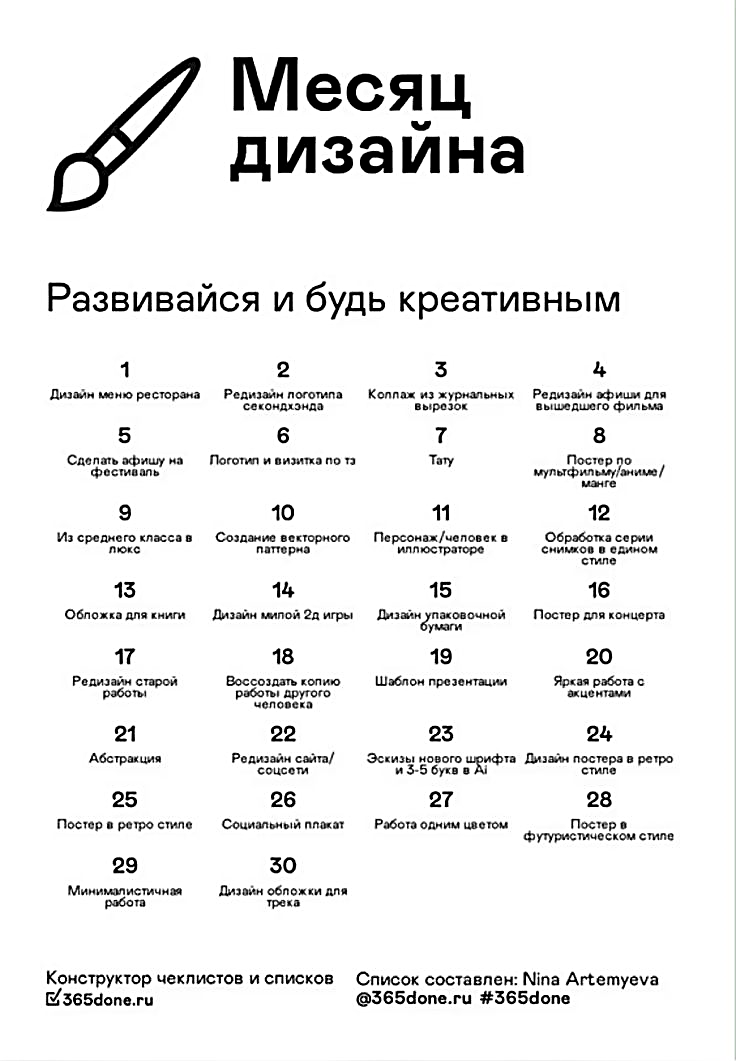 Месяц
дизайна
Развивайся и будь креативным
1
Дизайн меню ресторана
2
Редизайн логотипа
секондхэнда
3
Коллаж из журнальных
вырезок
4
Редизайн афиши для
вышедшего фильма
5
Сделать афишу на
фестиваль
6
Логотип и визитка по тз
7
Тату
8
Постер по
мультфильму/аниме/
манге
9
Из среднего класса в
люкс
10
Создание векторного
паттерна
11
Персонаж/человек в
иллюстраторе
12
Обработка серии
снимков в едином
стиле
13
Обложка для книги
14
Дизайн милой 2д игры
15
Дизайн упаковочной
бумаги
16
Постер для концерта
17
Редизайн старой
работы
18
Воссоздать копию
работы другого
человека
19
Шаблон презентации
20
Яркая работа с
акцентами
21
Абстракция
22
Редизайн сайта/
соцсети
23
Эскизы нового шрифта
и 3-5 букв в Ai
24
Дизайн постера в ретро
стиле
25
Постер в ретро стиле
26
Социальный плакат
27
Работа одним цветом
28
Постер в
футуристическом стиле
29
Минималистичная
работа
30
Дизайн обложки для
трека
Конструктор чеклистов и списков
365done.ru
Список составлен: Nina Artemyeva
@365done.ru #365done